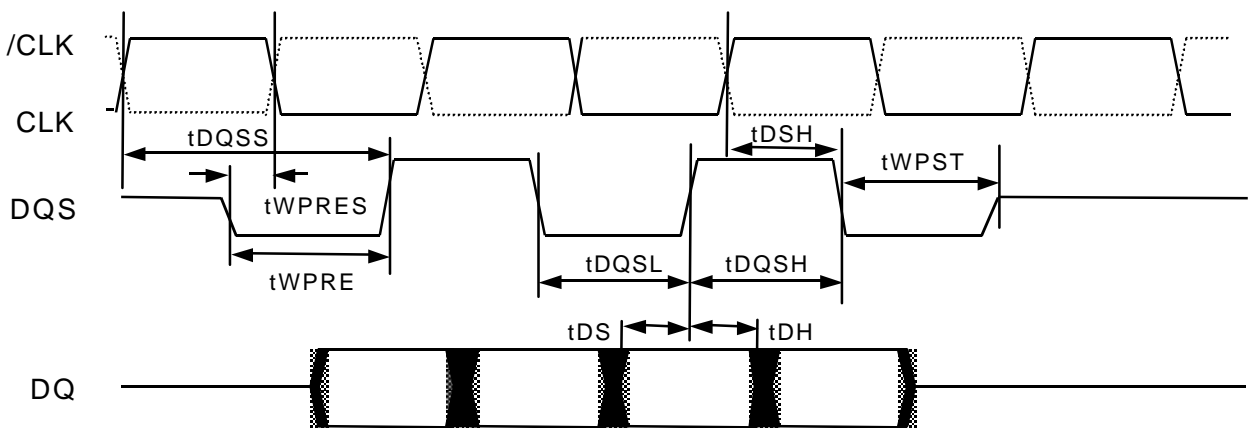 /CLK
CLK
tDQSS
tDSH
tWPST
DQS
tWPRES
tWPRE
tDQSL
tDQSH
tDS
tDH
DQ